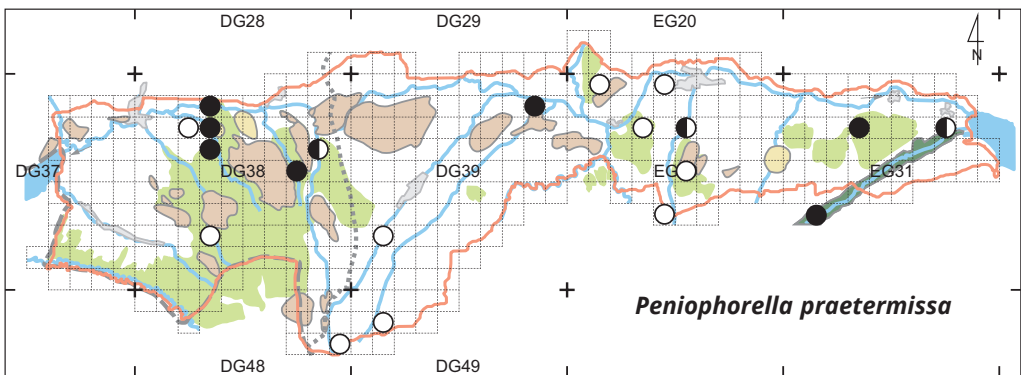 DG28 DG29 EG20
N
DG37 DG38 DG39 EG EG31
Peniophorella praetermissa
DG48 DG49